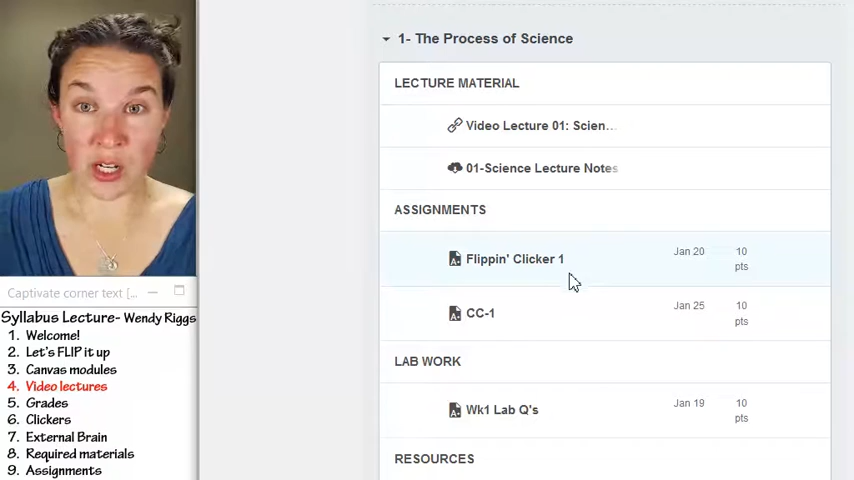 1- The Process of Science
LECTURE MATERIAL
Video Lecture 01: Scien...
01-Science Lecture Notes
ASSIGNMENTS
Flippin' Clicker 1
Jan 20
10
pts
CC-1
Jan 25
10
pts
LAB WORK
Wk1 Lab Q's
Jan 19
10
pts
RESOURCES
Captivate corner text [...
Syllabus Lecture- Wendy Riggs
1. Welcome!
2. Let's FLIP it up
3. Canvas modules
4. Video lectures
5. Grades
6. Clickers
7. External Brain
8. Required materials
9. Assignments